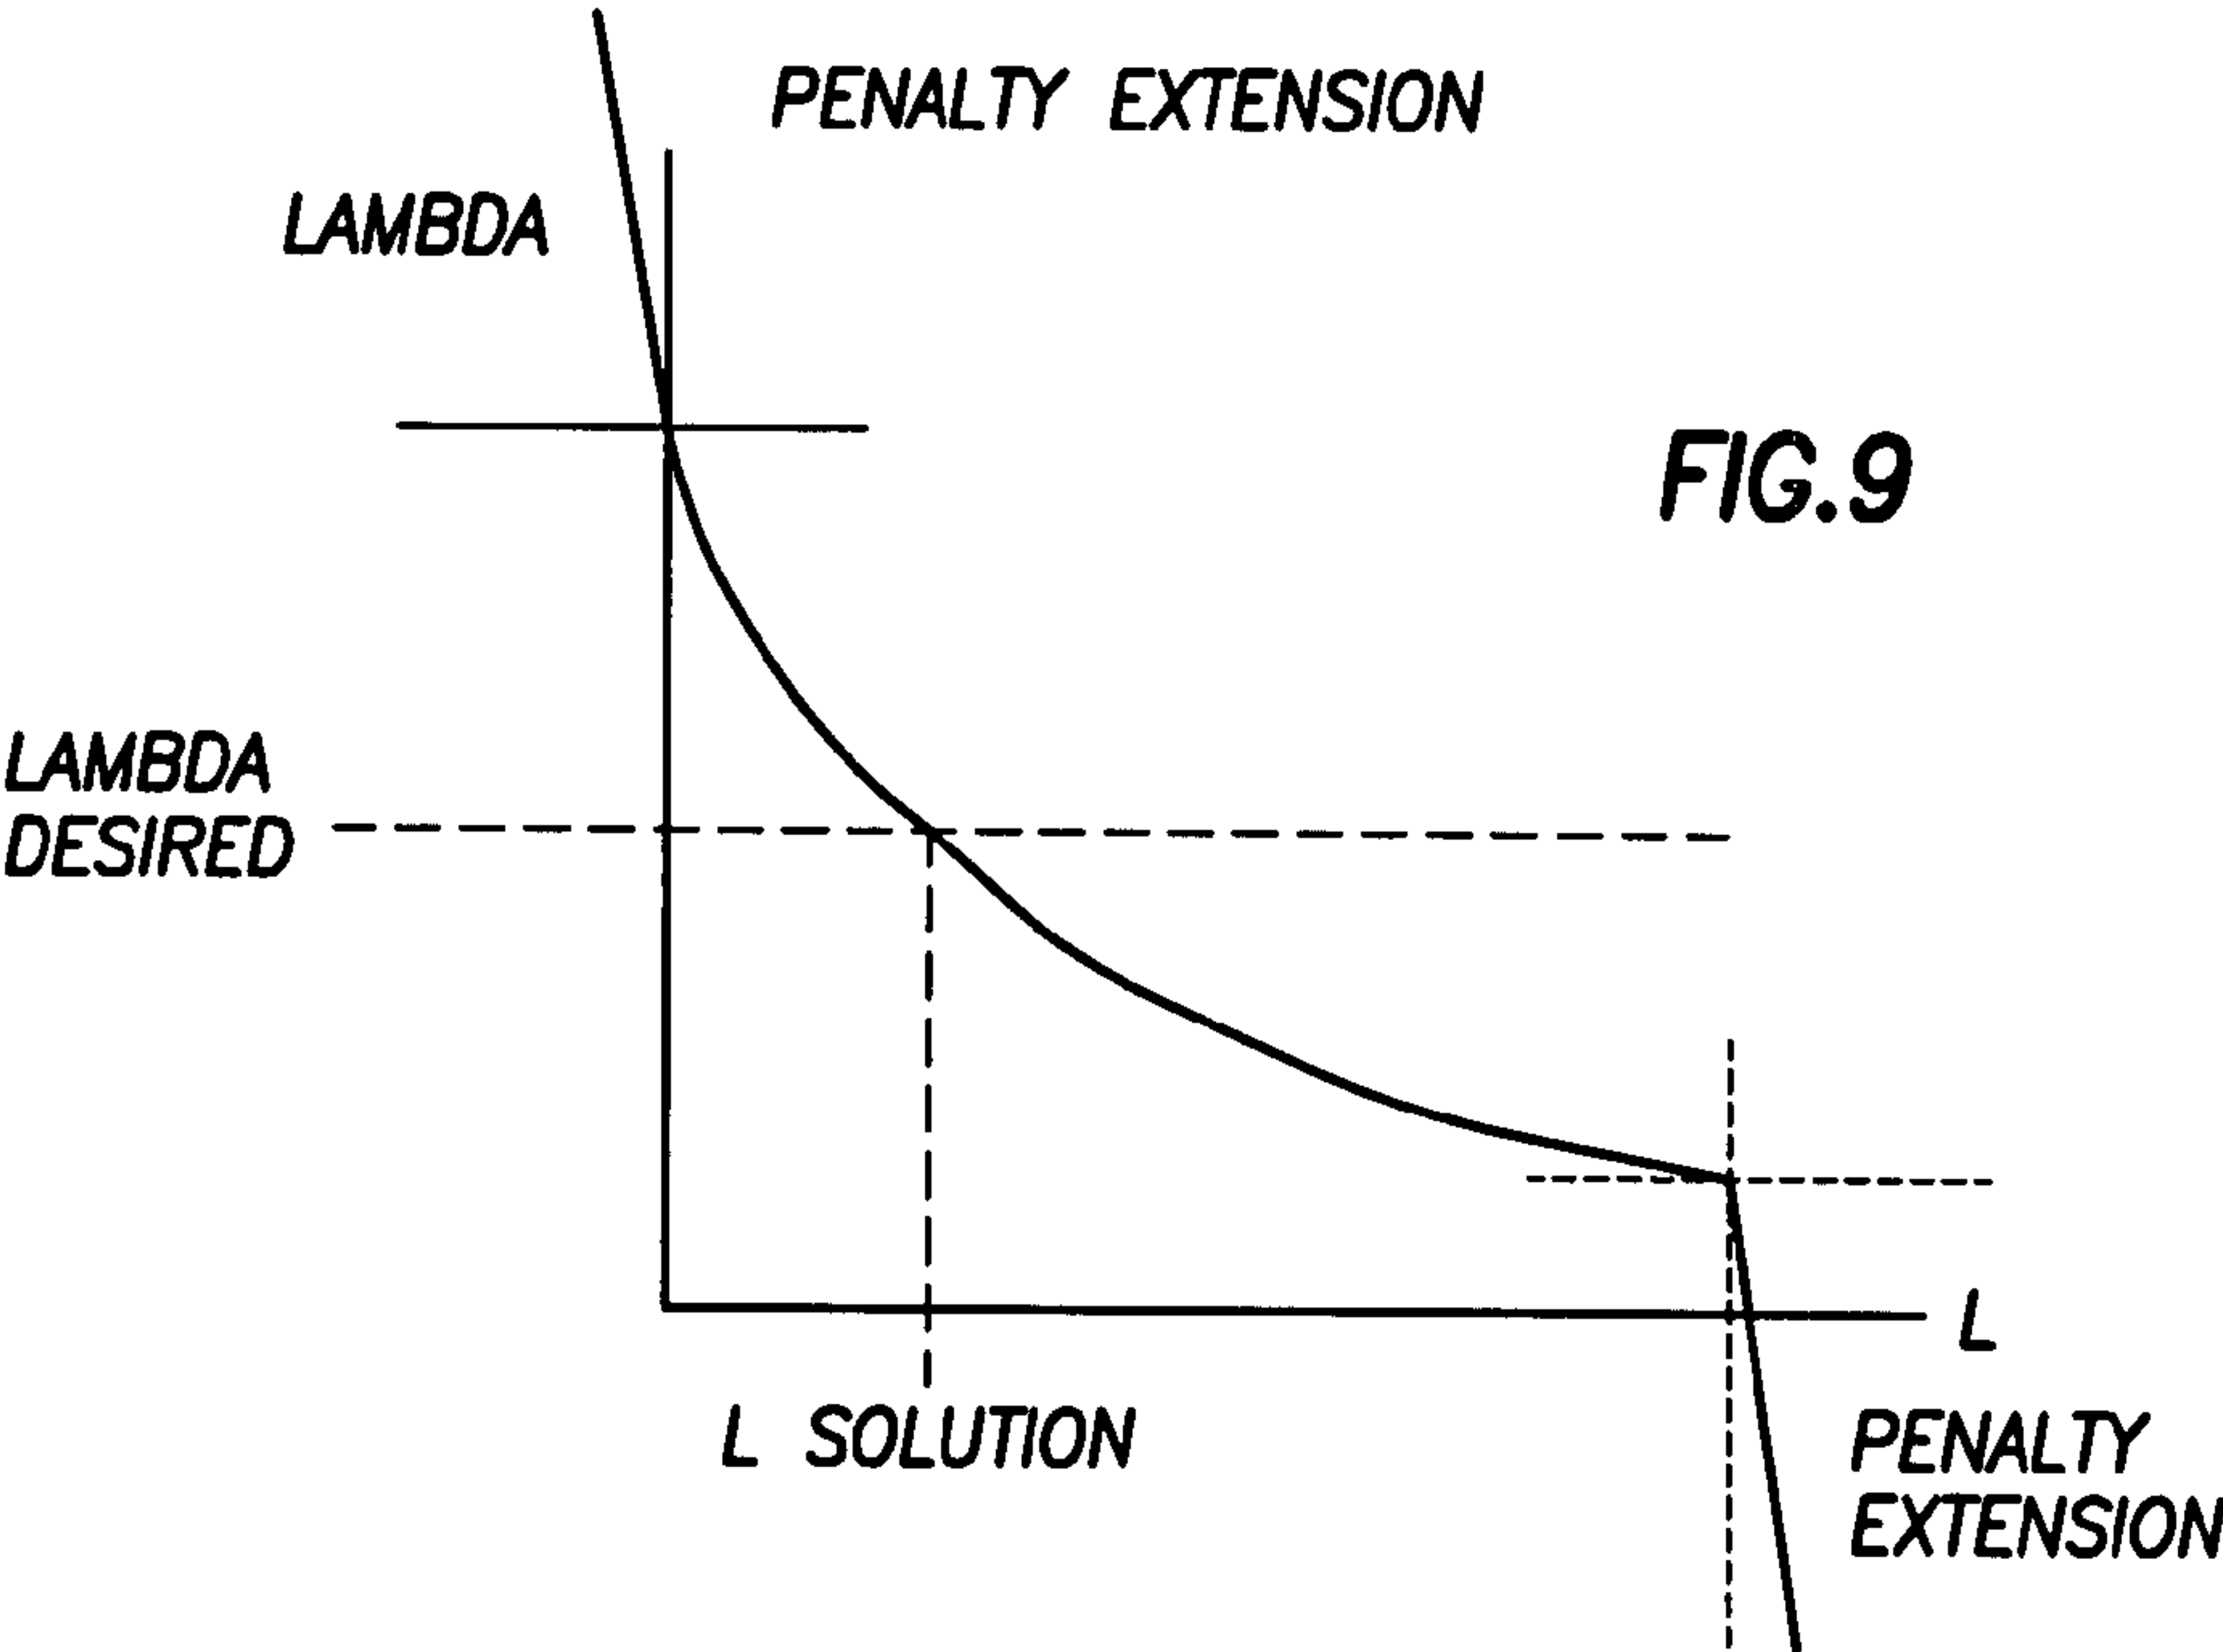 PENALTY EXTENSION
LAMBDA
FIG.9
LAMBDA
DESIRED
L
L SOLUTION
PENALTY
EXTENSION